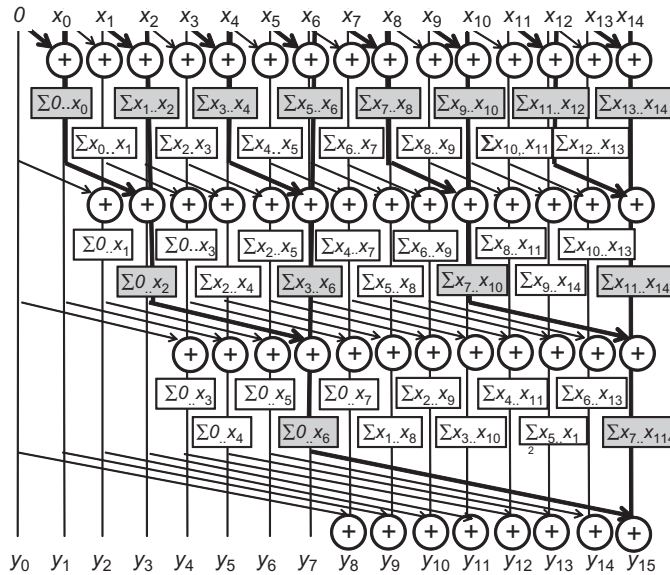 0 x0 x1 x2 x3 x4 x5 x6 x7 x8 x9 x10 x11 x12 x13 x14
+ + + + + + + + + + + + + + +
Σ0..x0 Σx1..x2 Σx3..x4 Σx5..x6 Σx7..x8 Σx9..x10 Σx11..x12 Σx13..x14
Σx0..x1 Σx2..x3 Σx4..x5 Σx6..x7 Σx8..x9 Σx10,.x11 Σx12..x13
+ + + + + + + + + + + + + +
Σ0..x1 Σ0..x3 Σx2..x5 Σx4..x7 Σx6..x9 Σx8..x11 Σx10..x13
Σ0..x2 Σx2..x4 Σx3..x6 Σx5..x8 Σx7..x10 Σx9..x14 Σx11..x14
+ + + + + + + + + + + +
Σ0..x3 Σ0..x5 Σ0..x7 Σx2..x9 Σx4..x11 Σx6..x13
Σ0..x4 Σ0..x6 Σx1..x8 Σx3..x10 Σx5..x12 Σx7..x114
+ + + + + + + +
y0 y1 y2 y3 y4 y5 y6 y7 y8 y9 y10 y11 y12 y13 y14 y15